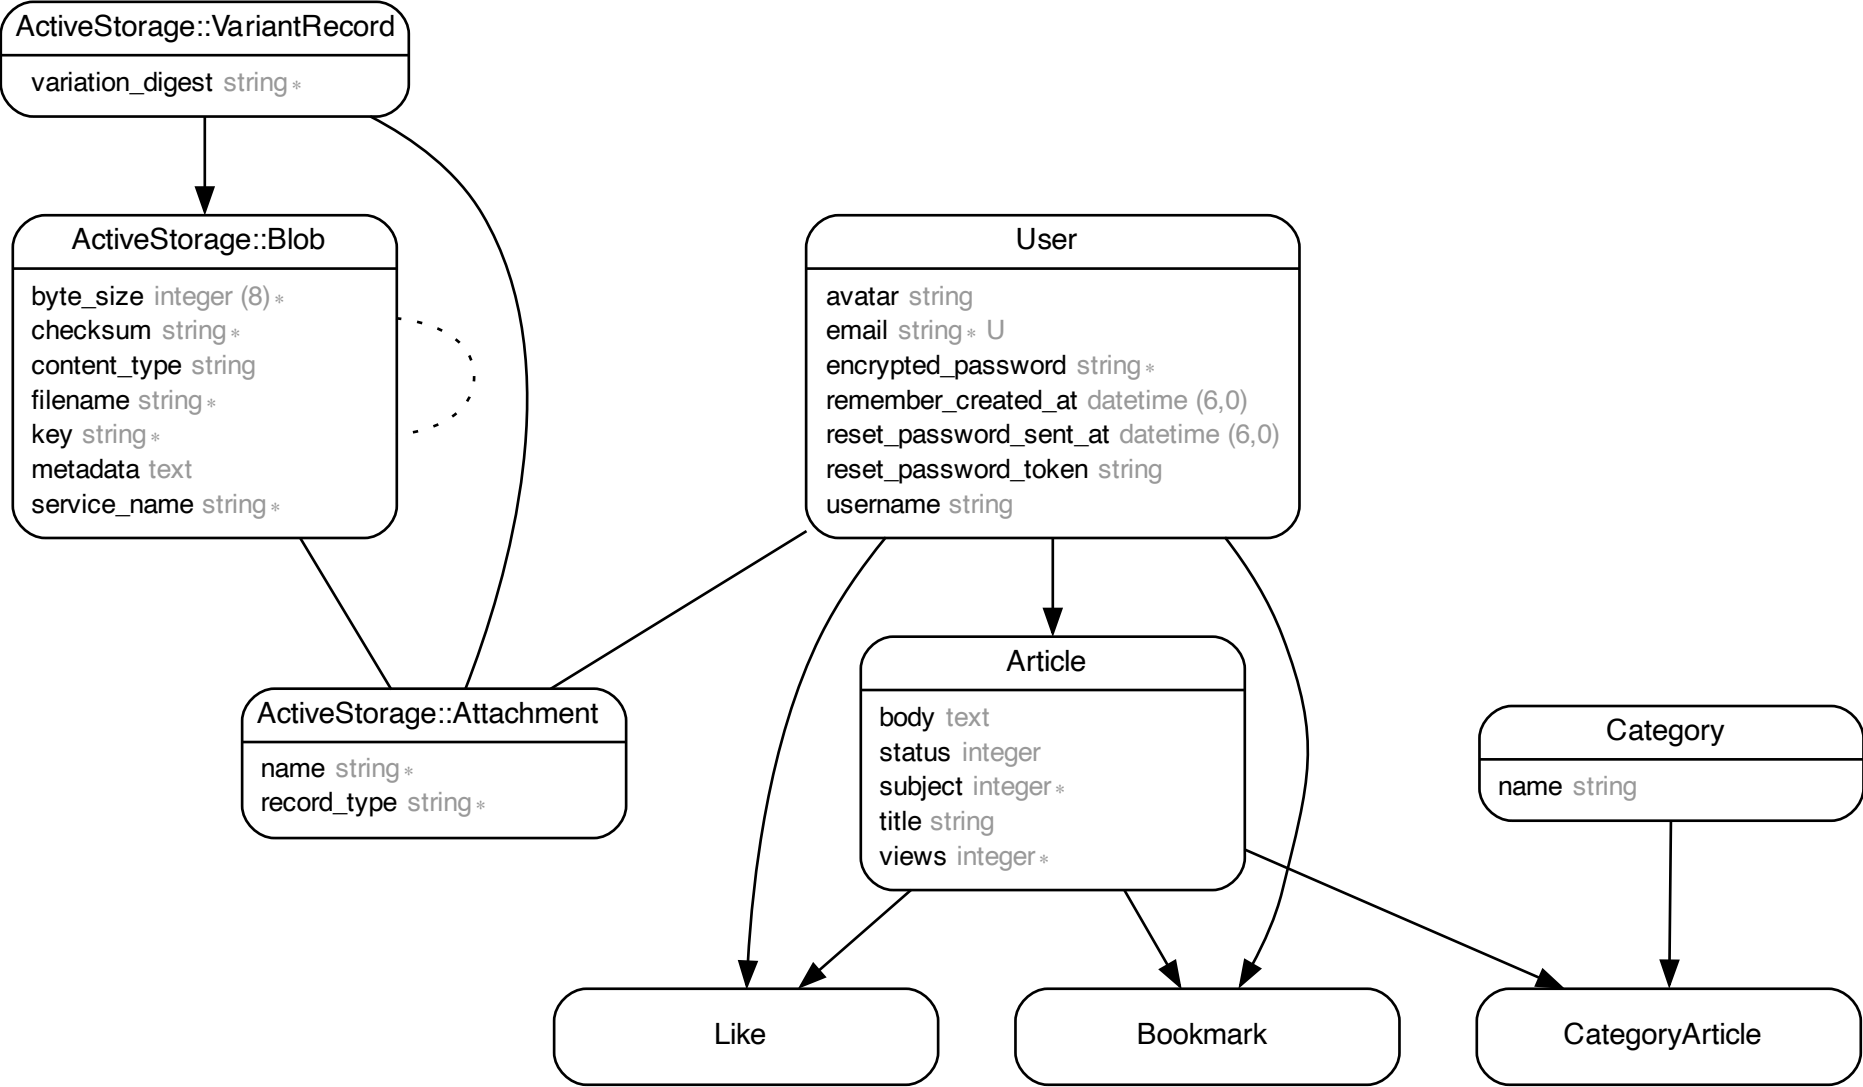 ActiveStorage::VariantRecord
variation_digest string *
ActiveStorage::Blob
byte_size integer (8) *
checksum string *
content_type string
filename string *
key string *
metadata text
service_name string *
User
avatar string
email string * U
encrypted_password string *
remember_created_at datetime (6,0)
reset_password_sent_at datetime (6,0)
reset_password_token string
username string
ActiveStorage::Attachment
name string *
record_type string *
Article
body text
status integer
subject integer *
title string
views integer *
Category
name string
Like
Bookmark
CategoryArticle